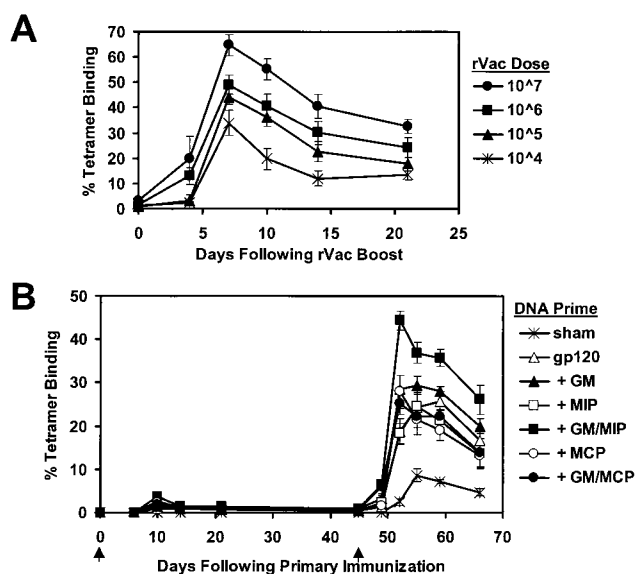 A
70
60
50
40
30
20
10
0
% Tetramer Binding
0 5 10 15 20 25
Days Following rVac Boost
rVac Dose
10^7
10^6
10^5
10^4
B
50
40
30
20
10
0
% Tetramer Binding
0 10 20 30 40 50 60 70
Days Following Primary Immunization
DNA Prime
sham
gp120
+ GM
+ MIP
+ GM/MIP
+ MCP
+ GM/MCP